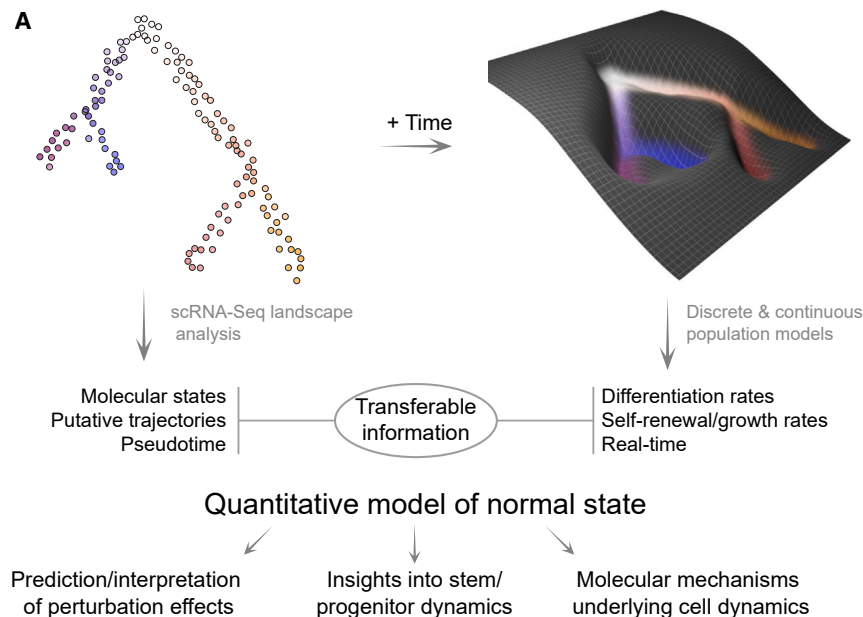 A
+ Time
scRNA-Seq landscape
analysis
Discrete & continuous
population models
Molecular states
Putative trajectories
Pseudotime
Transferable
information
Differentiation rates
Self-renewal/growth rates
Real-time
Quantitative model of normal state
Prediction/interpretation
of perturbation effects
Insights into stem/
progenitor dynamics
Molecular mechanisms
underlying cell dynamics